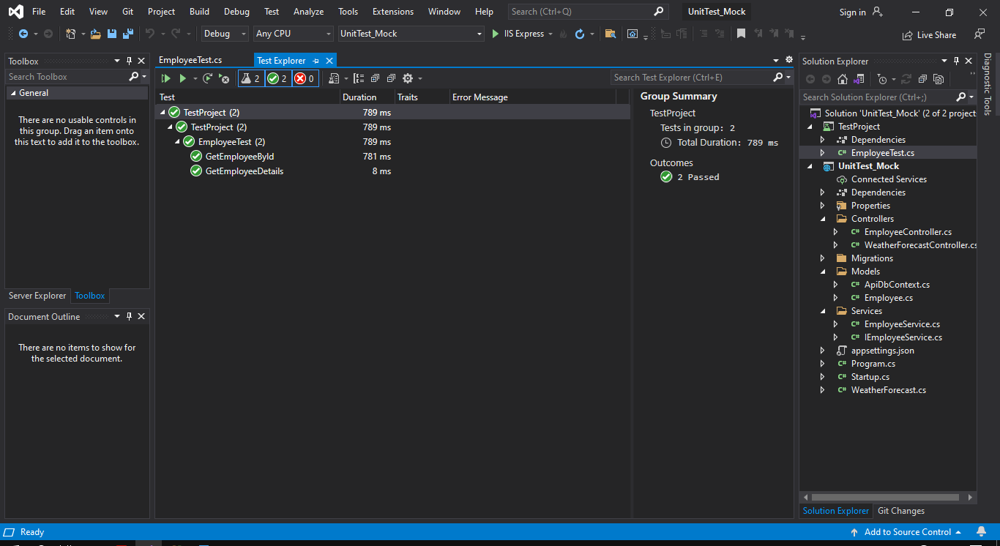 File Edit View Git Project Build Debug Test Analyze Tools Extensions Window Help Search (Ctrl+Q) UnitTest_Mock Sign in
Debug Any CPU UnitTest_Mock IIS Express Live Share
Toolbox
Search Toolbox
General
There are no usable controls in
this group. Drag an item onto
this text to add it to the toolbox.
Server Explorer Toolbox
Document Outline
There are no items to show for
the selected document.
EmployeeTest.cs Test Explorer
2 2 0 Search Test Explorer (Ctrl+E)
Test Duration Traits Error Message
TestProject (2) 789 ms
TestProject (2) 789 ms
EmployeeTest (2) 789 ms
GetEmployeeById 781 ms
GetEmployeeDetails 8 ms
Group Summary
TestProject
Tests in group: 2
Total Duration: 789 ms
Outcomes
2 Passed
Solution Explorer
Search Solution Explorer (Ctrl+;)
Solution 'UnitTest_Mock' (2 of 2 project
TestProject
Dependencies
C# EmployeeTest.cs
UnitTest_Mock
Connected Services
Dependencies
Properties
Controllers
C# EmployeeController.cs
C# WeatherForecastController.cs
Migrations
Models
C# ApiDbContext.cs
C# Employee.cs
Services
C# EmployeeService.cs
C# IEmployeeService.cs
appsettings.json
C# Program.cs
C# Startup.cs
C# WeatherForecast.cs
Solution Explorer Git Changes
Diagnostic Tools
Ready Add to Source Control